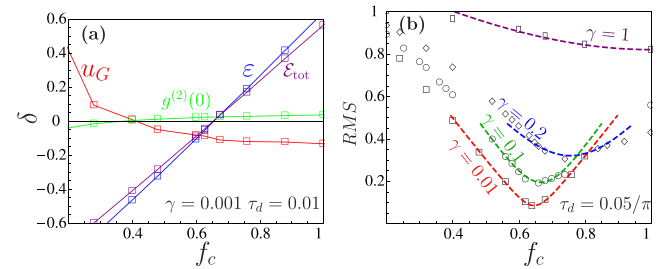 (a)
0.6
0.4
0.2
0
-0.2
-0.4
-0.6
δ
u_G
g^(2)(0)
ε
ℰ_tot
γ = 0.001 τ_d = 0.01
0.4 0.6 0.8 1
f_c
(b)
1
0.8
0.6
0.4
0.2
RMS
γ = 1
γ = 0.2
γ = 0.1
γ = 0.01
τ_d = 0.05/π
0.4 0.6 0.8 1
f_c